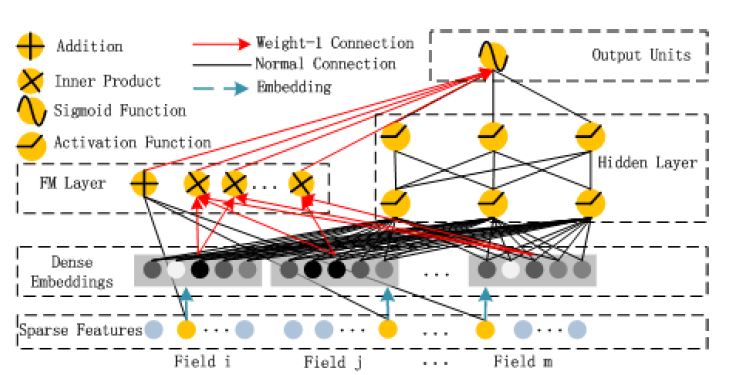 Addition
Weight-1 Connection
Normal Connection
Embedding
Inner Product
Sigmoid Function
Activation Function
Output Units
Hidden Layer
FM Layer
...
Dense
Embeddings
...
Sparse Features
... ... ... ...
Field i Field j ... Field m